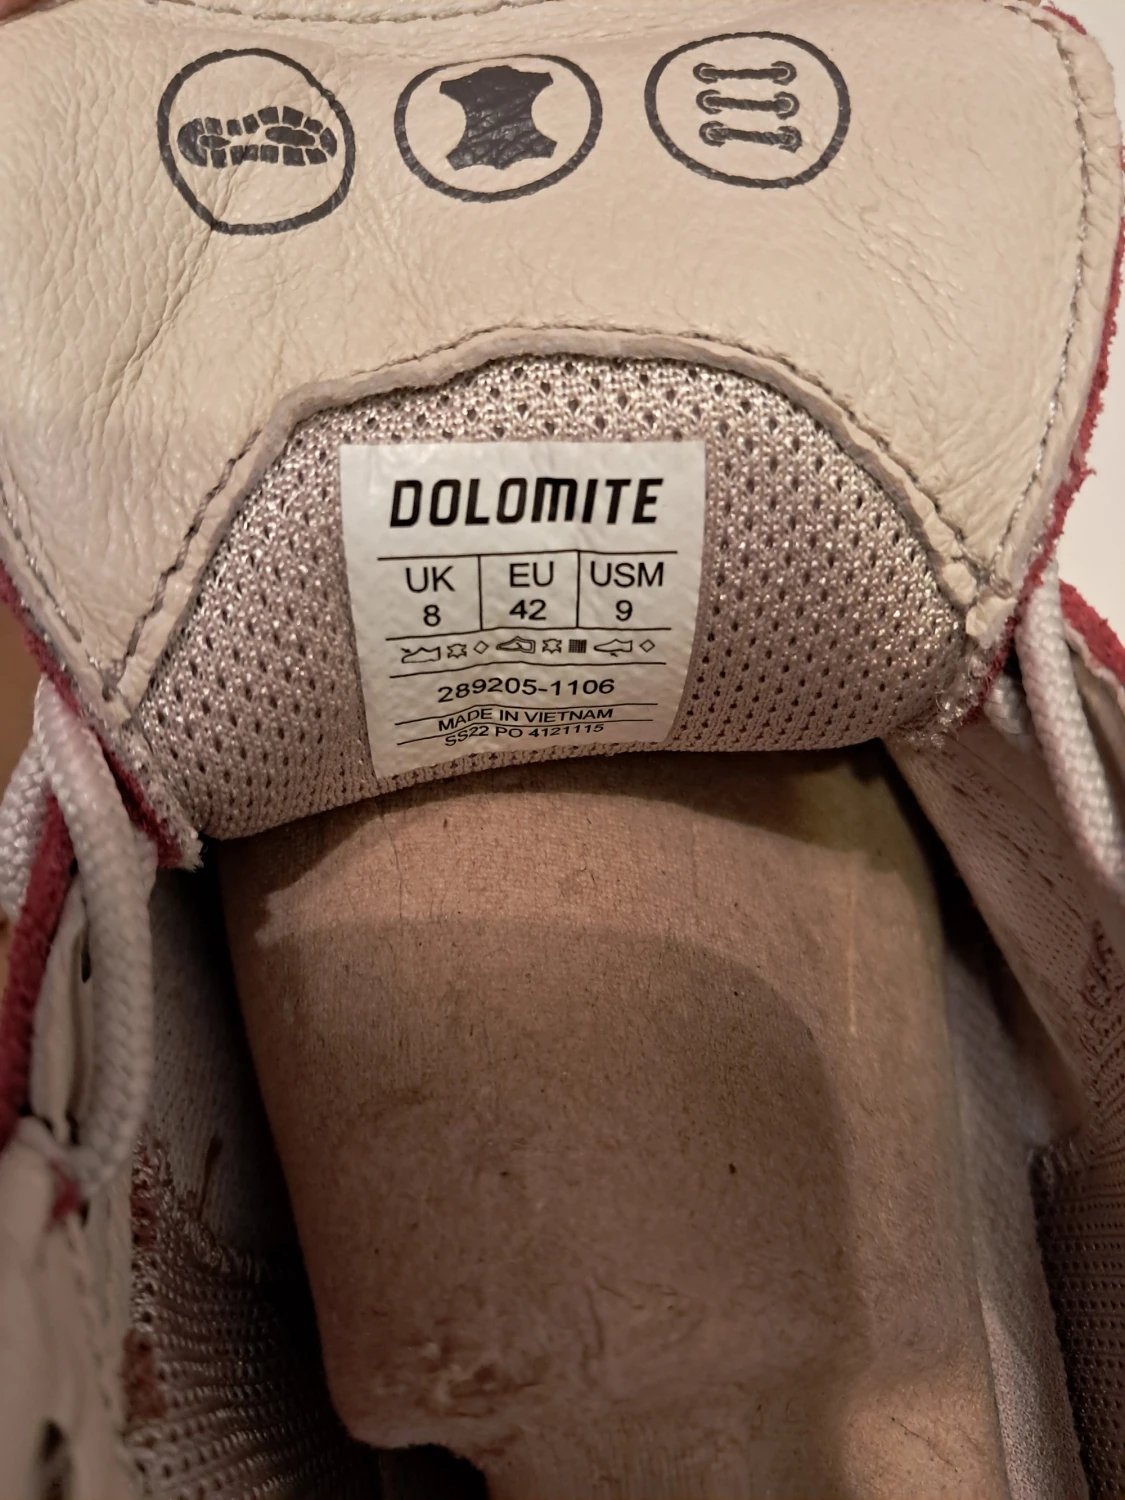 DOLOMITE
UK EU USM
8 42 9
289205-1106
MADE IN VIETNAM
SS22 PO 4121115